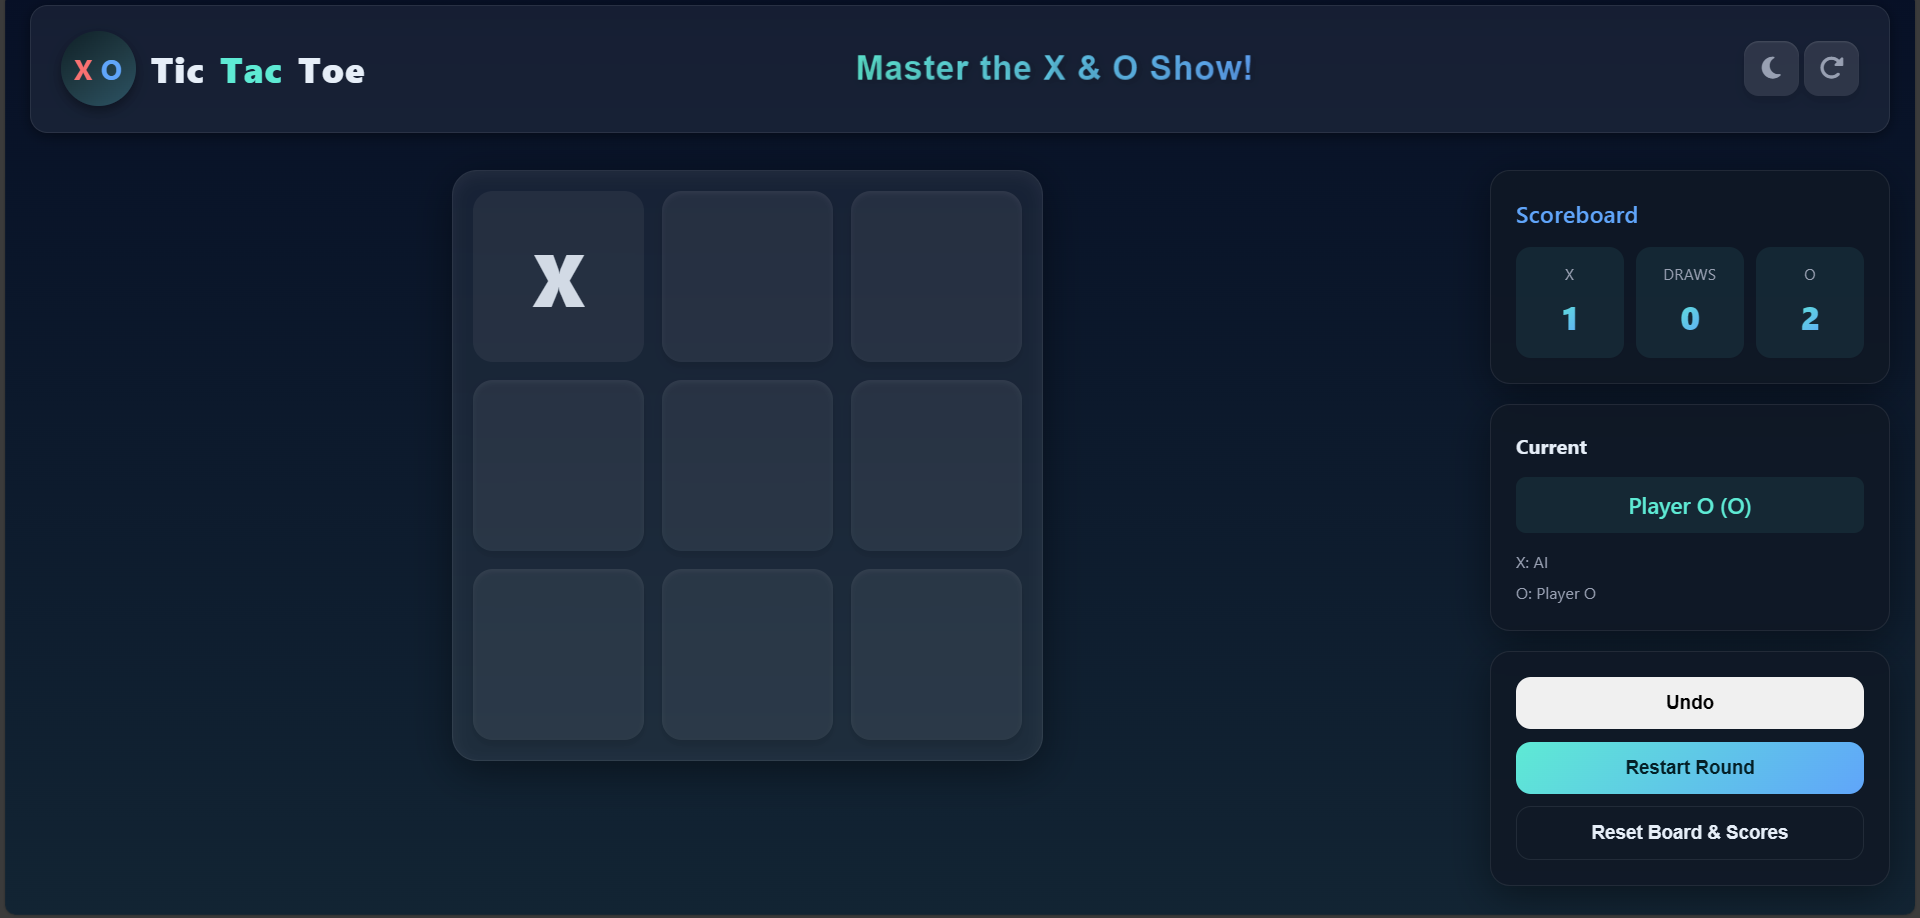 X O
Tic Tac Toe
Master the X & O Show!
X
Scoreboard
X
1
DRAWS
0
O
2
Current
Player O (O)
X: AI
O: Player O
Undo
Restart Round
Reset Board & Scores